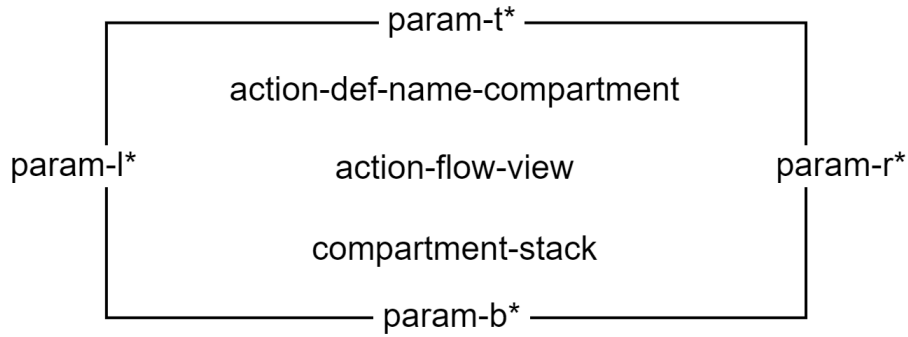 param-t*
action-def-name-compartment
param-l*
action-flow-view
param-r*
compartment-stack
param-b*